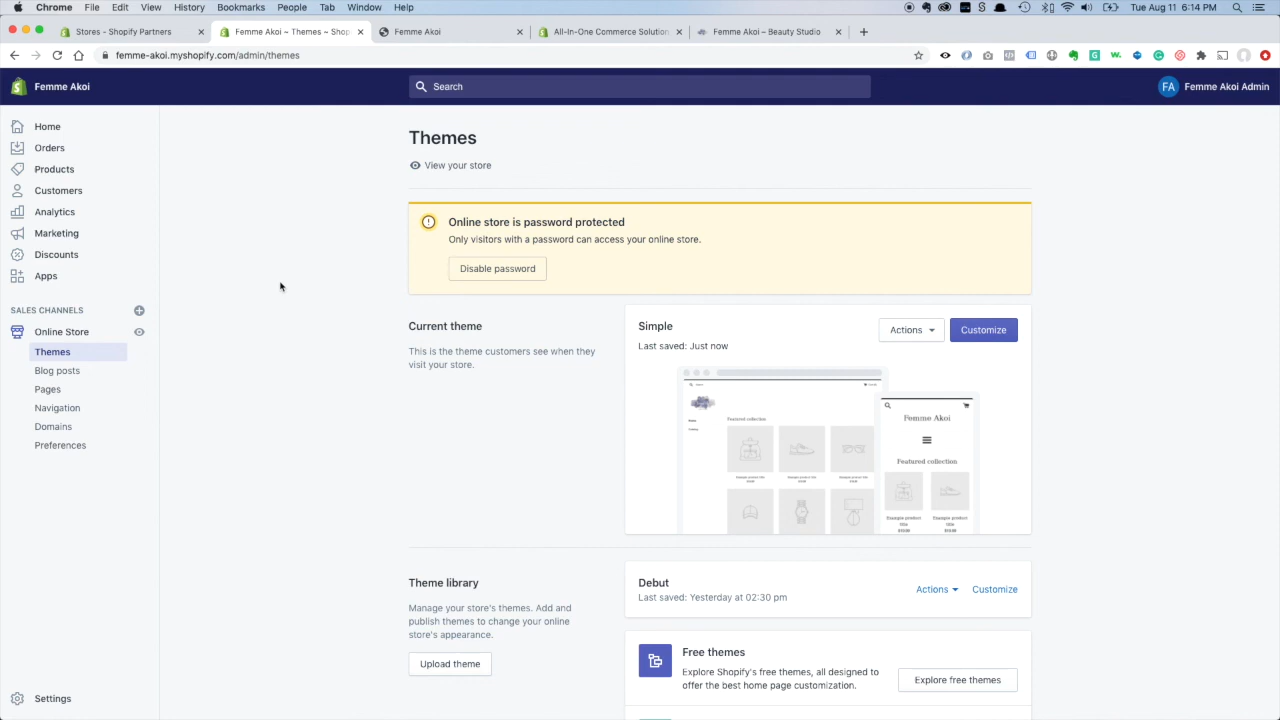 Chrome File Edit View History Bookmarks People Tab Window Help
Tue Aug 11 6:14 PM
Stores - Shopify Partners
Femme Akoi ~ Themes ~ Shop
Femme Akoi
All-In-One Commerce Solution
Femme Akoi – Beauty Studio
femme-akoi.myshopify.com/admin/themes
Femme Akoi
Search
FA Femme Akoi Admin
Home
Orders
Products
Customers
Analytics
Marketing
Discounts
Apps
SALES CHANNELS
Online Store
Themes
Blog posts
Pages
Navigation
Domains
Preferences
Settings
Themes
View your store
Online store is password protected
Only visitors with a password can access your online store.
Disable password
Current theme
This is the theme customers see when they
visit your store.
Simple
Last saved: Just now
Actions
Customize
Featured collection
Femme Akoi
Featured collection
Example product
title
Example product
title
Theme library
Manage your store's themes. Add and
publish themes to change your online
store's appearance.
Upload theme
Debut
Last saved: Yesterday at 02:30 pm
Actions
Customize
Free themes
Explore Shopify's free themes, all designed to
offer the best home page customization.
Explore free themes